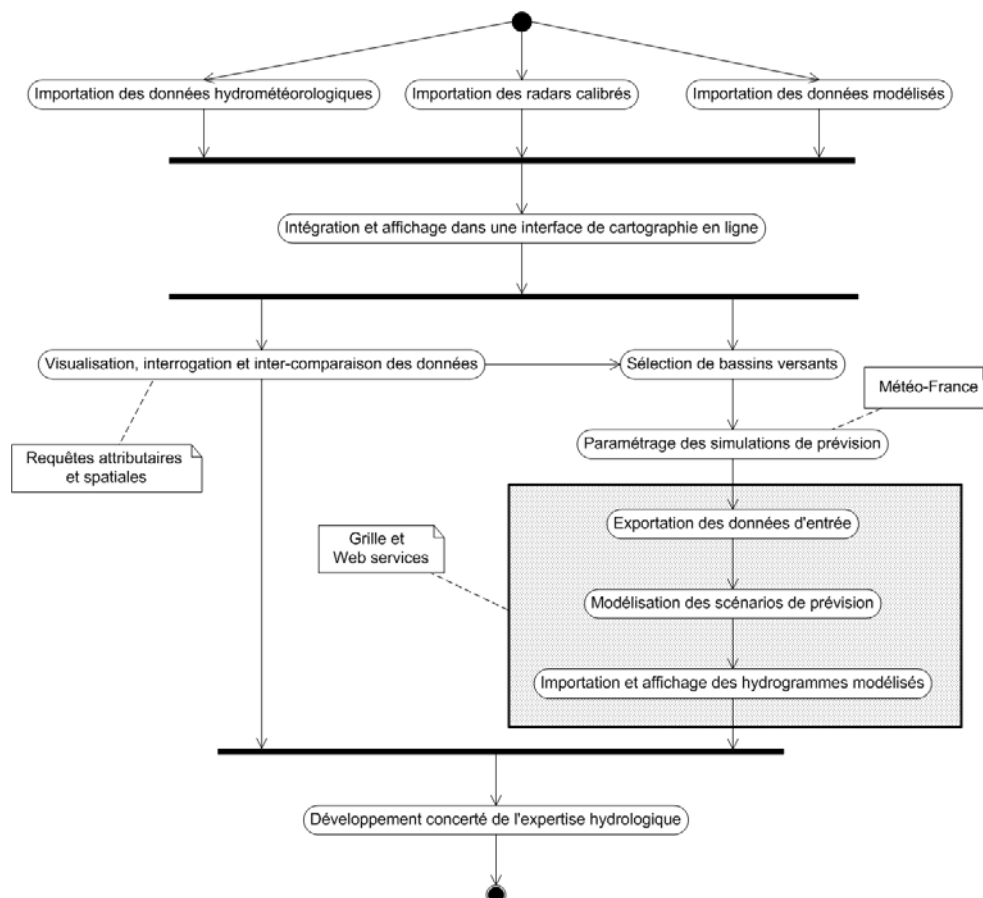 Importation des données hydrométéorologiques
Importation des radars calibrés
Importation des données modélisés
Intégration et affichage dans une interface de cartographie en ligne
Visualisation, interrogation et inter-comparaison des données
Sélection de bassins versants
Météo-France
Requêtes attributaires
et spatiales
Paramétrage des simulations de prévision
Grille et
Web services
Exportation des données d'entrée
Modélisation des scénarios de prévision
Importation et affichage des hydrogrammes modélisés
Développement concerté de l'expertise hydrologique